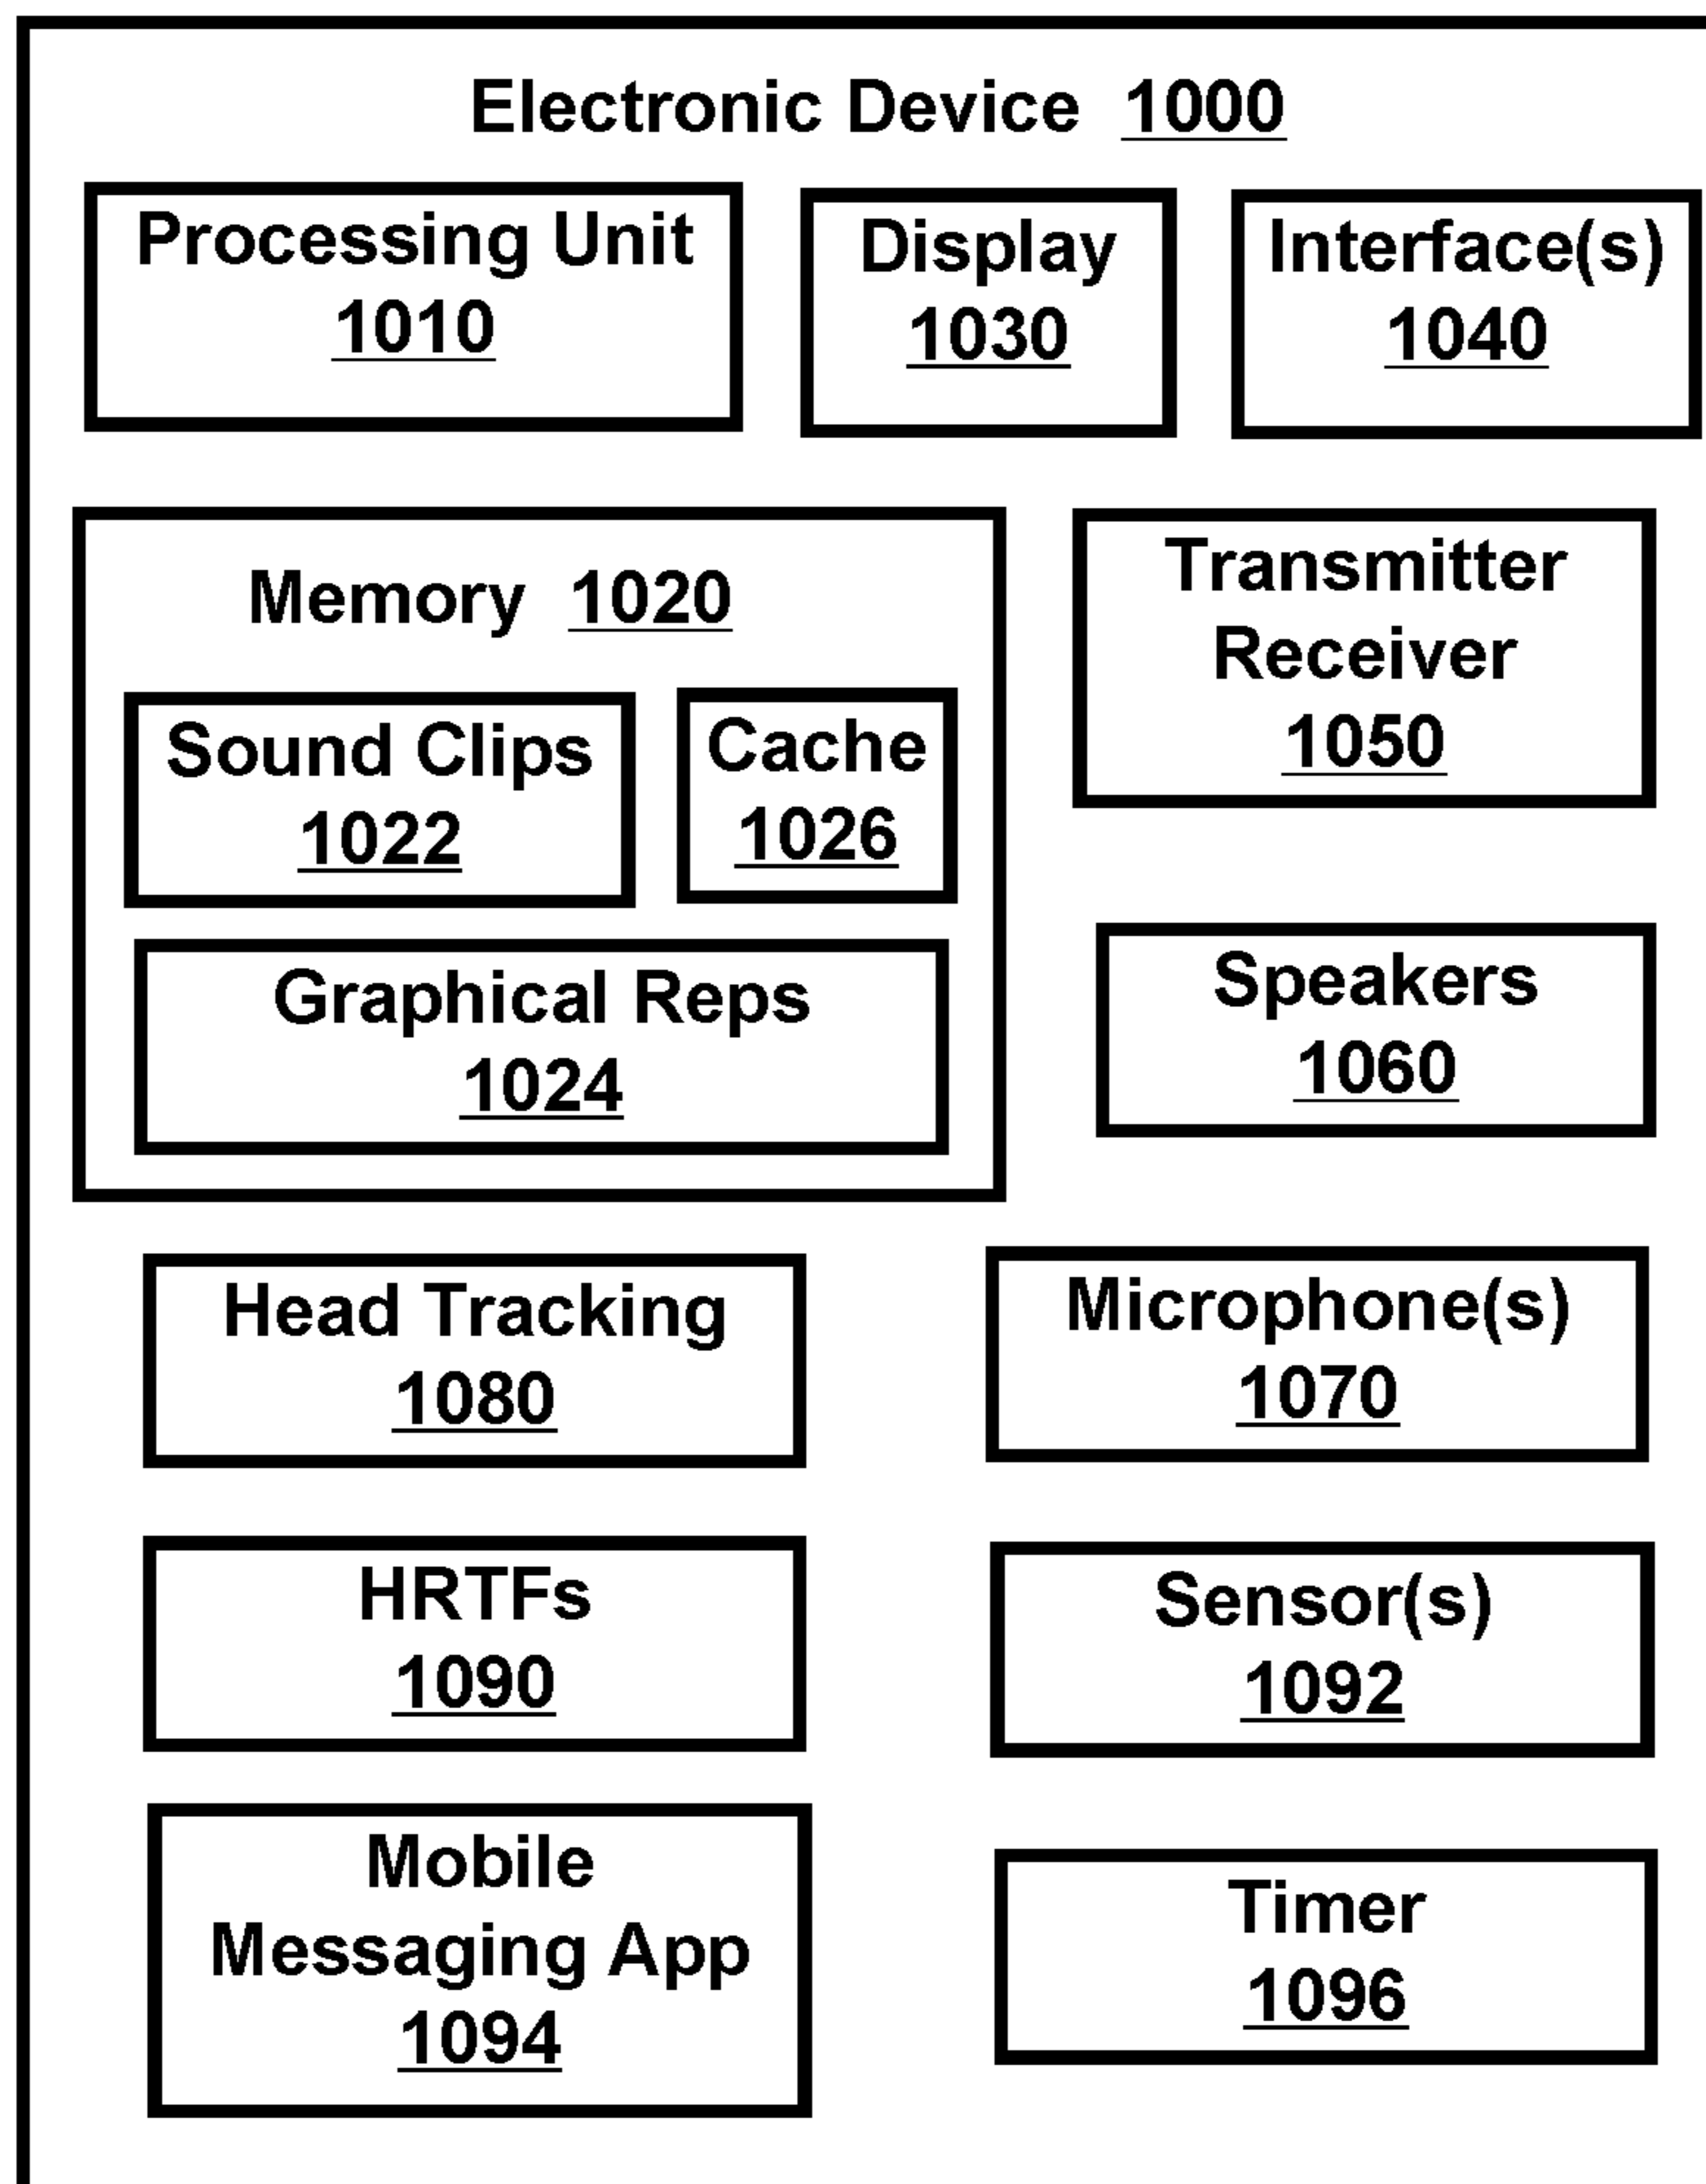 Electronic Device 1000
Processing Unit
1010
Display
1030
Interface(s)
1040
Memory 1020
Sound Clips
1022
Cache
1026
Graphical Reps
1024
Transmitter
Receiver
1050
Speakers
1060
Head Tracking
1080
Microphone(s)
1070
HRTFs
1090
Sensor(s)
1092
Mobile
Messaging App
1094
Timer
1096